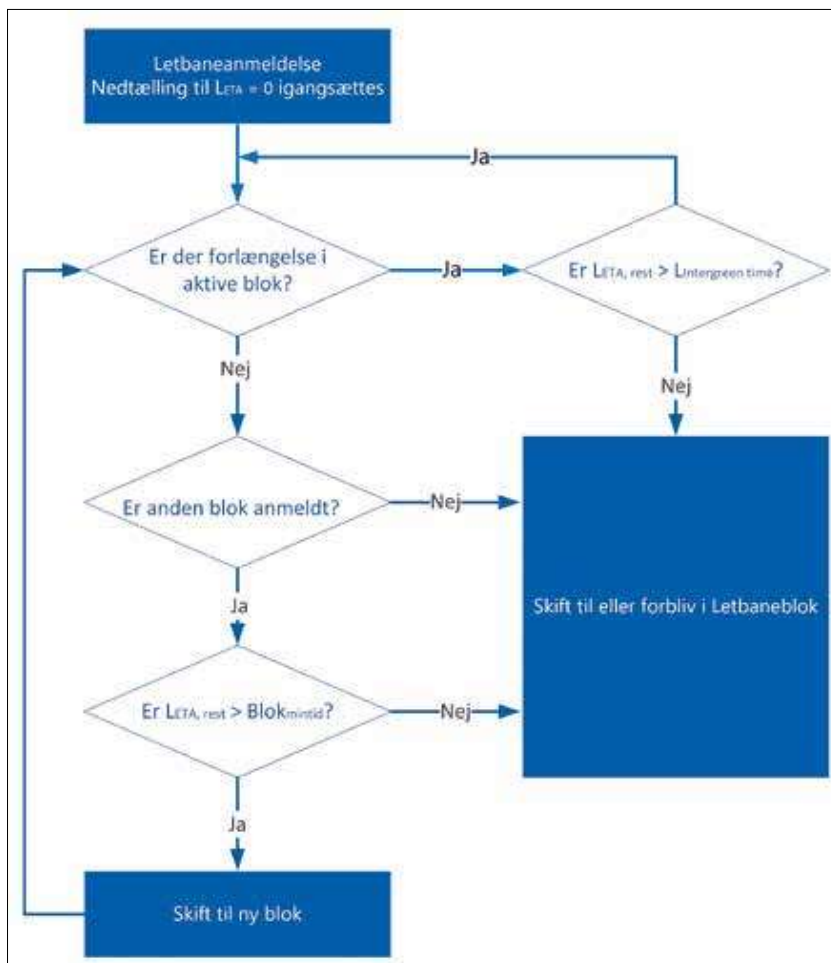 Letbaneanmeldelse
Nedtælling til LETA = 0 igangsættes
Ja
Er der forlængelse i
aktive blok?
Ja
Er LETA, rest > LIntergreen time?
Nej
Nej
Er anden blok anmeldt?
Nej
Skift til eller forbliv i Letbaneblok
Ja
Er LETA, rest > Blokmintid?
Nej
Ja
Skift til ny blok